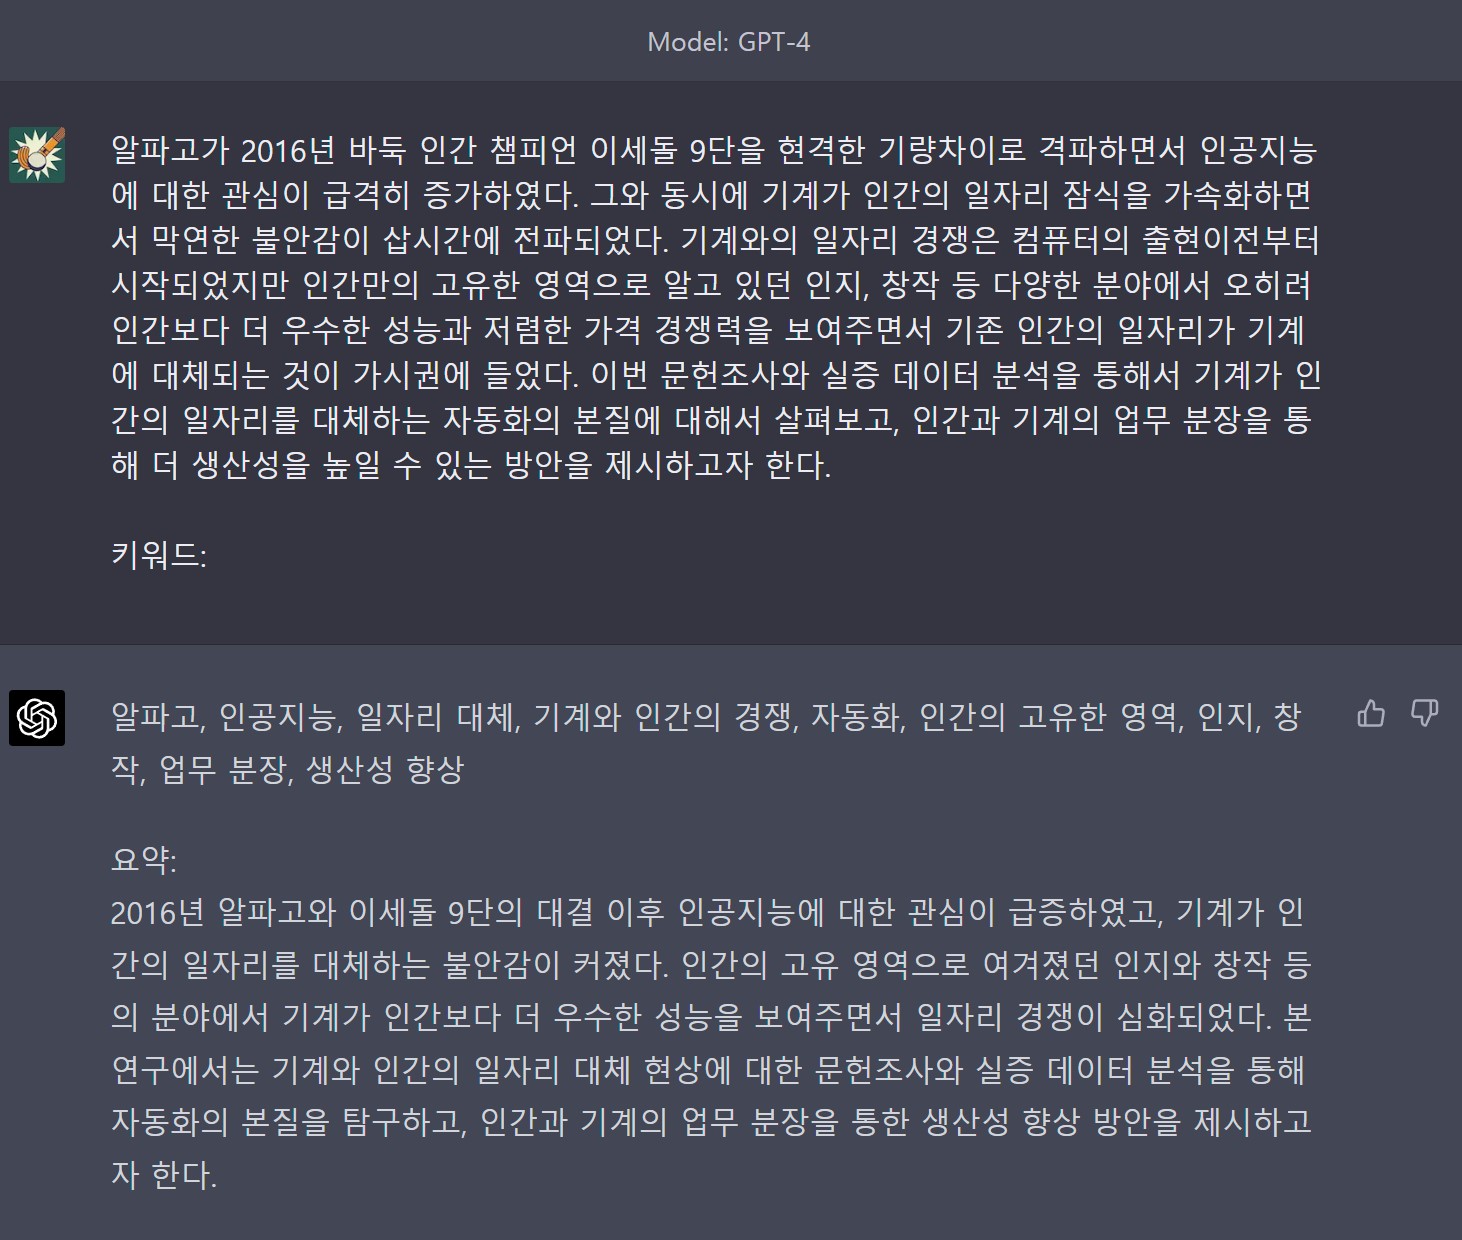 Model: GPT-4
알파고가 2016년 바둑 인간 챔피언 이세돌 9단을 현격한 기량차이로 격파하면서 인공지능
에 대한 관심이 급격히 증가하였다. 그와 동시에 기계가 인간의 일자리 잠식을 가속화하면
서 막연한 불안감이 삽시간에 전파되었다. 기계와의 일자리 경쟁은 컴퓨터의 출현이전부터
시작되었지만 인간만의 고유한 영역으로 알고 있던 인지, 창작 등 다양한 분야에서 오히려
인간보다 더 우수한 성능과 저렴한 가격 경쟁력을 보여주면서 기존 인간의 일자리가 기계
에 대체되는 것이 가시권에 들었다. 이번 문헌조사와 실증 데이터 분석을 통해서 기계가 인
간의 일자리를 대체하는 자동화의 본질에 대해서 살펴보고, 인간과 기계의 업무 분장을 통
해 더 생산성을 높일 수 있는 방안을 제시하고자 한다.
키워드:
알파고, 인공지능, 일자리 대체, 기계와 인간의 경쟁, 자동화, 인간의 고유한 영역, 인지, 창
작, 업무 분장, 생산성 향상
요약:
2016년 알파고와 이세돌 9단의 대결 이후 인공지능에 대한 관심이 급증하였고, 기계가 인
간의 일자리를 대체하는 불안감이 커졌다. 인간의 고유 영역으로 여겨졌던 인지와 창작 등
의 분야에서 기계가 인간보다 더 우수한 성능을 보여주면서 일자리 경쟁이 심화되었다. 본
연구에서는 기계와 인간의 일자리 대체 현상에 대한 문헌조사와 실증 데이터 분석을 통해
자동화의 본질을 탐구하고, 인간과 기계의 업무 분장을 통한 생산성 향상 방안을 제시하고
자 한다.